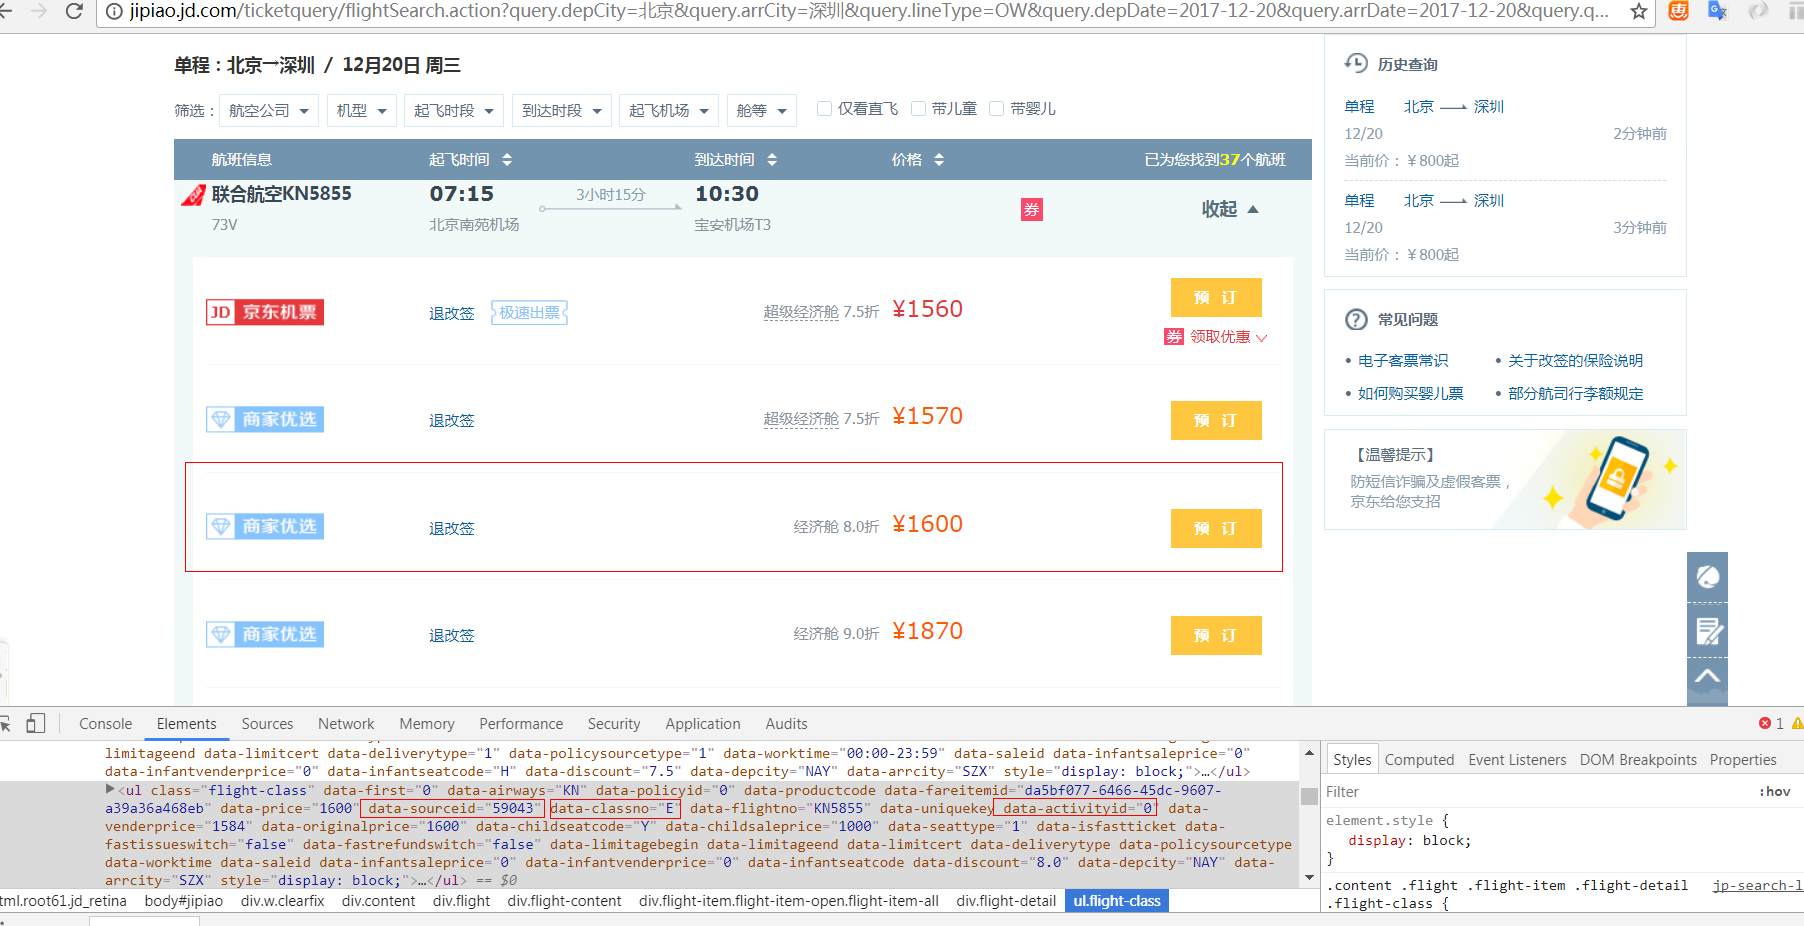 jipiao.jd.com/ticketquery/flightSearch.action?query.depCity=北京&query.arrCity=深圳&query.lineType=OW&query.depDate=2017-12-20&query.arrDate=2017-12-20&query.q...
单程：北京→深圳 / 12月20日 周三
筛选： 航空公司 机型 起飞时段 到达时段 起飞机场 舱等 仅看直飞 带儿童 带婴儿
航班信息 起飞时间 到达时间 价格 已为您找到37个航班
联合航空KN5855 07:15 3小时15分 10:30 券 收起
73V 北京南苑机场 宝安机场T3
JD 京东机票 退改签 极速出票 超级经济舱 7.5折 ¥1560 预 订
券 领取优惠
商家优选 退改签 超级经济舱 7.5折 ¥1570 预 订
商家优选 退改签 经济舱 8.0折 ¥1600 预 订
商家优选 退改签 经济舱 9.0折 ¥1870 预 订
历史查询
单程 北京 深圳
12/20 2分钟前
当前价：￥800起
单程 北京 深圳
12/20 3分钟前
当前价：￥800起
常见问题
• 电子客票常识 • 关于改签的保险说明
• 如何购买婴儿票 • 部分航司行李额规定
【温馨提示】
防短信诈骗及虚假客票，
京东给您支招
Console Elements Sources Network Memory Performance Security Application Audits 1
limitageend data-limitcert data-deliverytype="1" data-policysourcetype="1" data-worktime="00:00-23:59" data-saleid data-infantsaleprice="0"
data-infantvenderprice="0" data-infantseatcode="H" data-discount="7.5" data-depcity="NAY" data-arrcity="SZX" style="display: block;">…</ul>
<ul class="flight-class" data-first="0" data-airways="KN" data-policyid="0" data-productcode data-fareitemid="da5bf077-6466-45dc-9607-
a39a36a468eb" data-price="1600" data-sourceid="59043" data-classno="E" data-flightno="KN5855" data-uniquekey data-activityid="0" data-
venderprice="1584" data-originalprice="1600" data-childseatcode="Y" data-childsaleprice="1000" data-seattype="1" data-isfastticket data-
fastissueswitch="false" data-fastrefundswitch="false" data-limitagebegin data-limitageend data-limitcert data-deliverytype data-policysourcetype
data-worktime data-saleid data-infantsaleprice="0" data-infantvenderprice="0" data-infantseatcode data-discount="8.0" data-depcity="NAY" data-
arrcity="SZX" style="display: block;">…</ul> == $0
tml.root61.jd_retina body#jipiao div.w.clearfix div.content div.flight div.flight-content div.flight-item.flight-item-open.flight-item-all div.flight-detail ul.flight-class
Styles Computed Event Listeners DOM Breakpoints Properties
Filter :hov
element.style {
display: block;
}
.content .flight .flight-item .flight-detail jp-search-l
.flight-class {